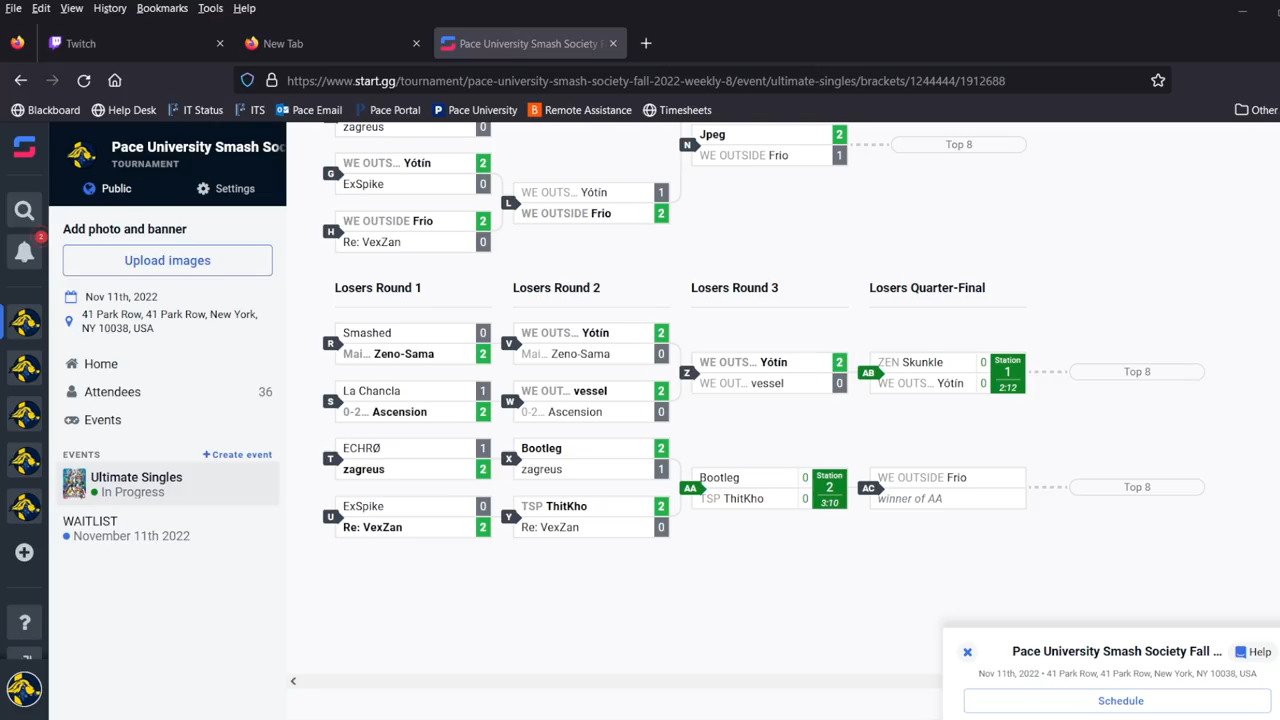 File Edit View History Bookmarks Tools Help
Twitch
New Tab
Pace University Smash Society F
https://www.start.gg/tournament/pace-university-smash-society-fall-2022-weekly-8/event/ultimate-singles/brackets/1244444/1912688
Blackboard Help Desk IT Status ITS Pace Email Pace Portal Pace University Remote Assistance Timesheets Other
Pace University Smash Soc
TOURNAMENT
Public Settings
2
Add photo and banner
Upload images
Nov 11th, 2022
41 Park Row, 41 Park Row, New York,
NY 10038, USA
Home
Attendees 36
Events
EVENTS + Create event
Ultimate Singles
In Progress
WAITLIST
November 11th 2022
zagreus 0
G
WE OUTS... Yótín 2
ExSpike 0
H
WE OUTSIDE Frio 2
Re: VexZan 0
L
WE OUTS... Yótín 1
WE OUTSIDE Frio 2
N
Jpeg 2
WE OUTSIDE Frio 1
Top 8
Losers Round 1
Losers Round 2
Losers Round 3
Losers Quarter-Final
R
Smashed 0
Mai... Zeno-Sama 2
S
La Chancla 1
0-2... Ascension 2
T
ECHRØ 1
zagreus 2
U
ExSpike 0
Re: VexZan 2
V
WE OUTS... Yótín 2
Mai... Zeno-Sama 0
W
WE OUT... vessel 2
0-2... Ascension 0
X
Bootleg 2
zagreus 1
Y
TSP ThitKho 2
Re: VexZan 0
Z
WE OUTS... Yótín 2
WE OUT... vessel 0
AA
Bootleg 0
TSP ThitKho 0
Station
2
3:10
AB
ZEN Skunkle 0
WE OUTS... Yótín 0
Station
1
2:12
Top 8
AC
WE OUTSIDE Frio
winner of AA
Top 8
Pace University Smash Society Fall ...
Help
Nov 11th, 2022 • 41 Park Row, 41 Park Row, New York, NY 10038, USA
Schedule